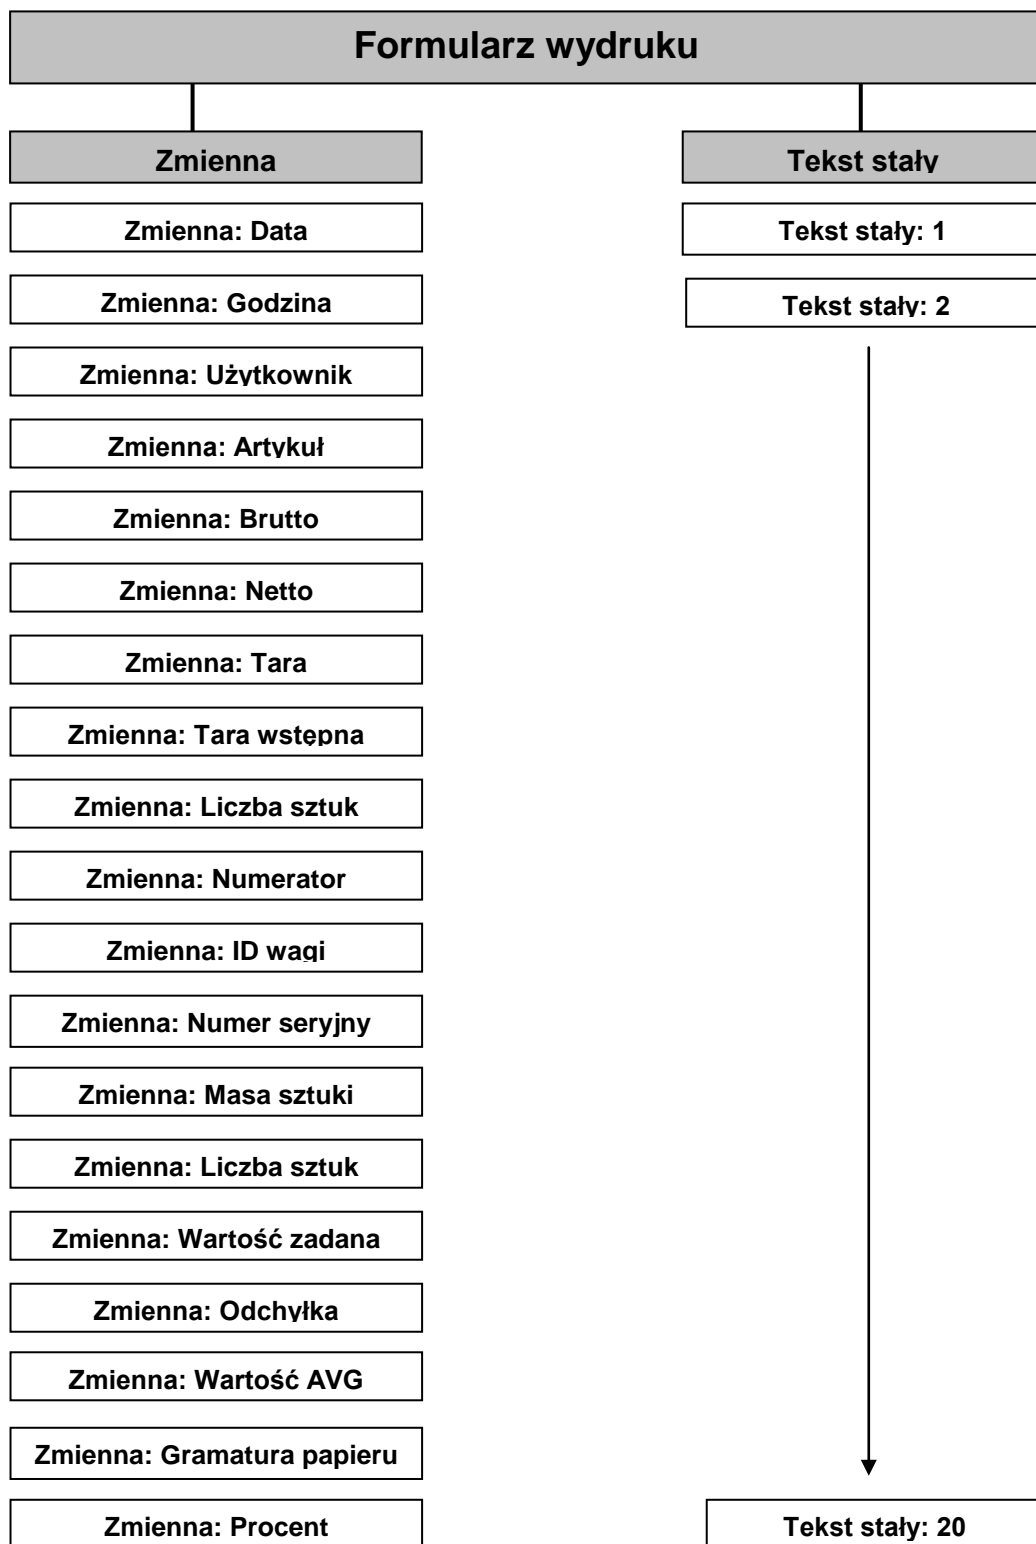 Formularz wydruku
Zmienna
Tekst stały
Zmienna: Data
Tekst stały: 1
Zmienna: Godzina
Tekst stały: 2
Zmienna: Użytkownik
Zmienna: Artykuł
Zmienna: Brutto
Zmienna: Netto
Zmienna: Tara
Zmienna: Tara wstępna
Zmienna: Liczba sztuk
Zmienna: Numerator
Zmienna: ID wagi
Zmienna: Numer seryjny
Zmienna: Masa sztuki
Zmienna: Liczba sztuk
Zmienna: Wartość zadana
Zmienna: Odchyłka
Zmienna: Wartość AVG
Zmienna: Gramatura papieru
Zmienna: Procent
Tekst stały: 20